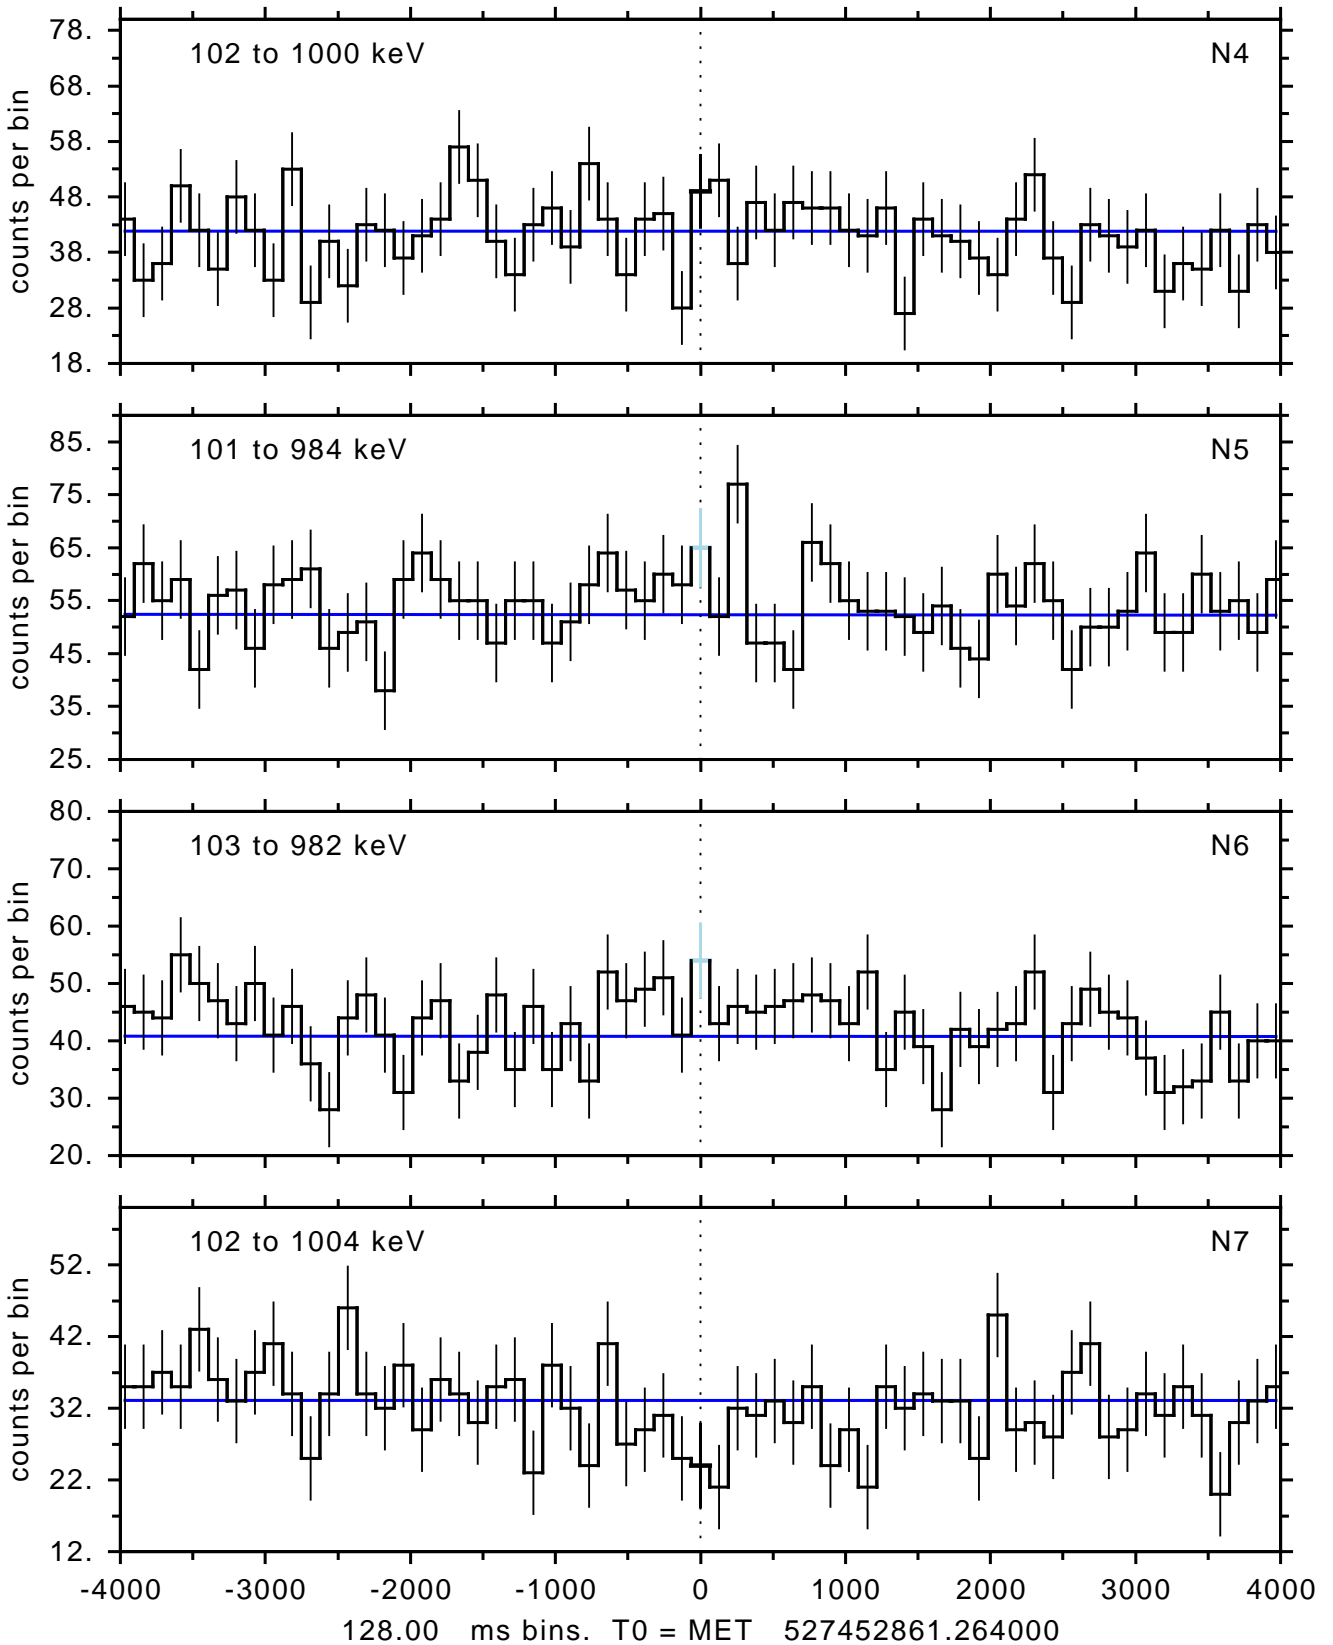 78.
102 to 1000 keV N4
68.
58.
48.
38.
28.
18.
counts per bin
85.
101 to 984 keV N5
75.
65.
55.
45.
35.
25.
counts per bin
80.
103 to 982 keV N6
70.
60.
50.
40.
30.
20.
counts per bin
102 to 1004 keV N7
52.
42.
32.
22.
12.
counts per bin
-4000 -3000 -2000 -1000 0 1000 2000 3000 4000
128.00 ms bins. T0 = MET 527452861.264000